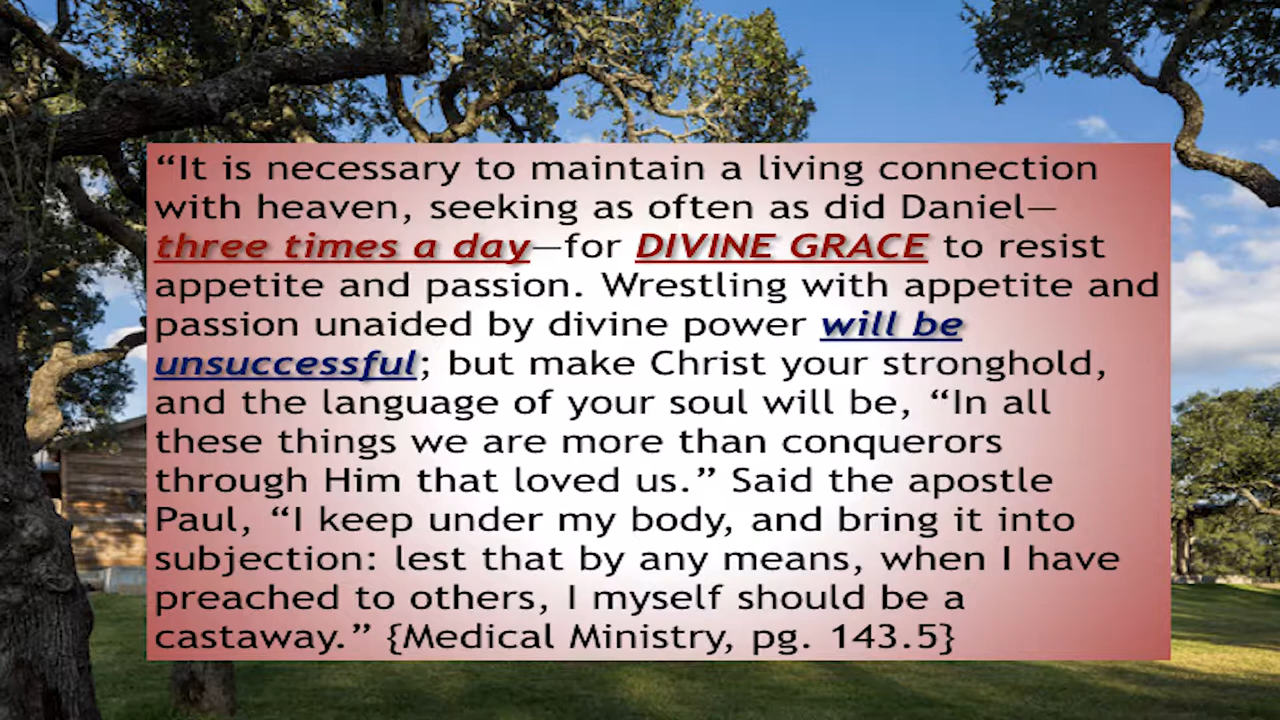 “It is necessary to maintain a living connection
with heaven, seeking as often as did Daniel—
three times a day—for DIVINE GRACE to resist
appetite and passion. Wrestling with appetite and
passion unaided by divine power will be
unsuccessful; but make Christ your stronghold,
and the language of your soul will be, “In all
these things we are more than conquerors
through Him that loved us.” Said the apostle
Paul, “I keep under my body, and bring it into
subjection: lest that by any means, when I have
preached to others, I myself should be a
castaway.” {Medical Ministry, pg. 143.5}